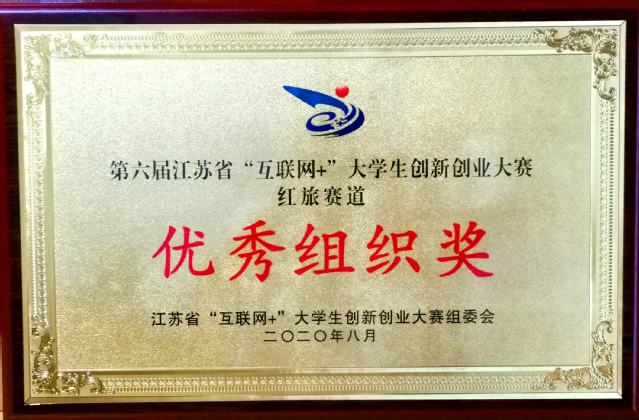 第六届江苏省“互联网+”大学生创新创业大赛
红旅赛道
优秀组织奖
江苏省“互联网+”大学生创新创业大赛组委会
二〇二〇年八月